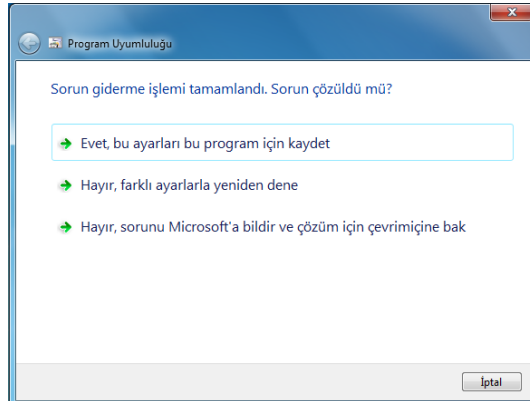 Program Uyumluluğu
Sorun giderme işlemi tamamlandı. Sorun çözüldü mü?
Evet, bu ayarları bu program için kaydet
Hayır, farklı ayarlarla yeniden dene
Hayır, sorunu Microsoft'a bildir ve çözüm için çevrimiçine bak
İptal